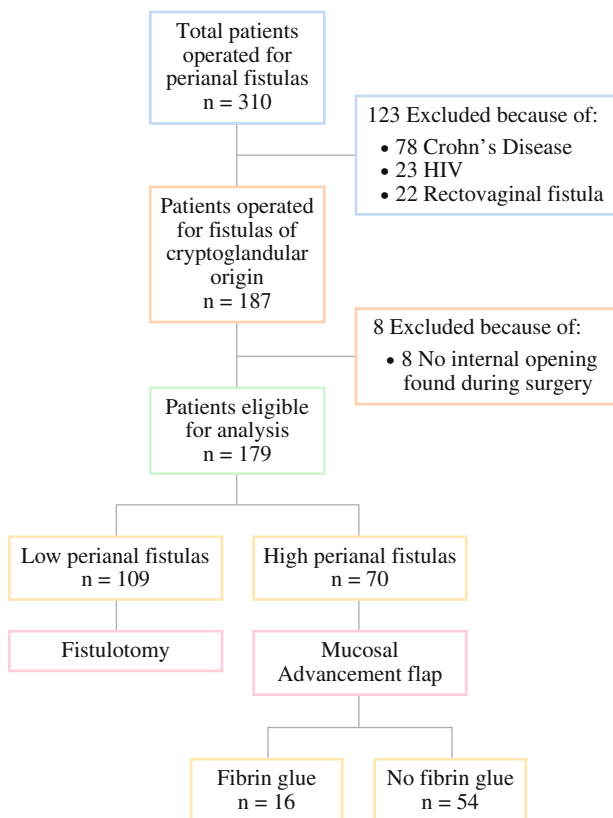 Total patients
operated for
perianal fistulas
n = 310
123 Excluded because of:
• 78 Crohn's Disease
• 23 HIV
• 22 Rectovaginal fistula
Patients operated
for fistulas of
cryptoglandular
origin
n = 187
8 Excluded because of:
• 8 No internal opening
found during surgery
Patients eligible
for analysis
n = 179
Low perianal fistulas
n = 109
High perianal fistulas
n = 70
Fistulotomy
Mucosal
Advancement flap
Fibrin glue
n = 16
No fibrin glue
n = 54